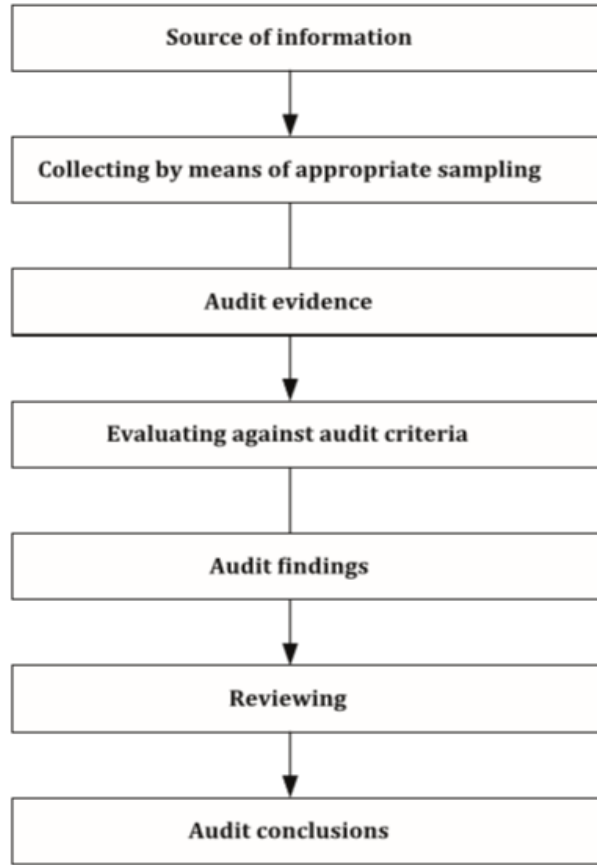 Source of information
Collecting by means of appropriate sampling
Audit evidence
Evaluating against audit criteria
Audit findings
Reviewing
Audit conclusions